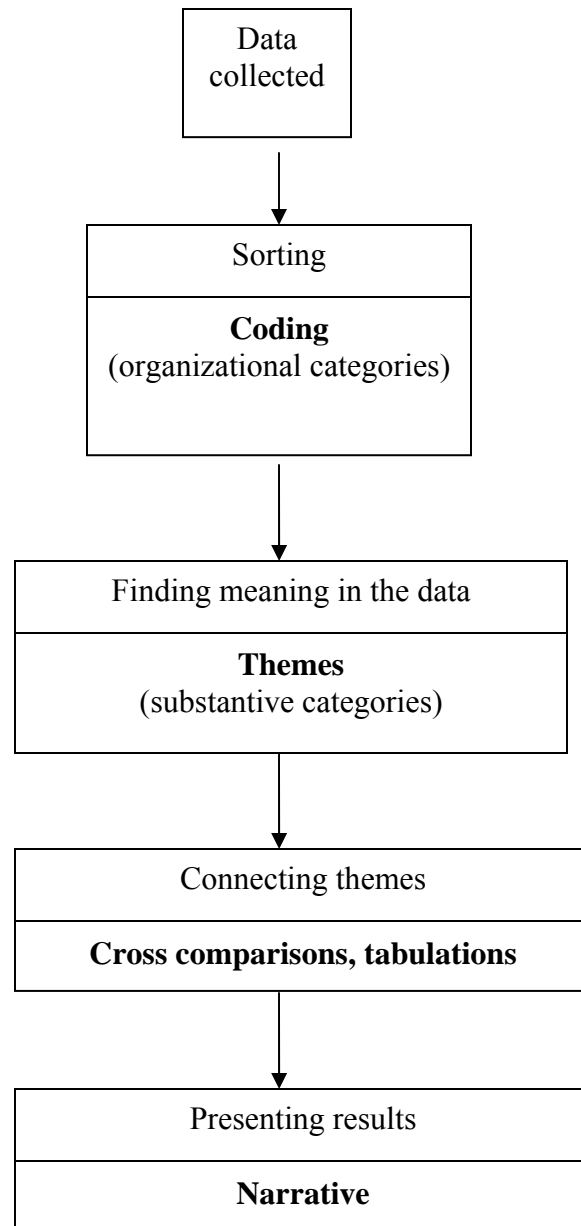 Data
collected
Sorting
Coding
(organizational categories)
Finding meaning in the data
Themes
(substantive categories)
Connecting themes
Cross comparisons, tabulations
Presenting results
Narrative